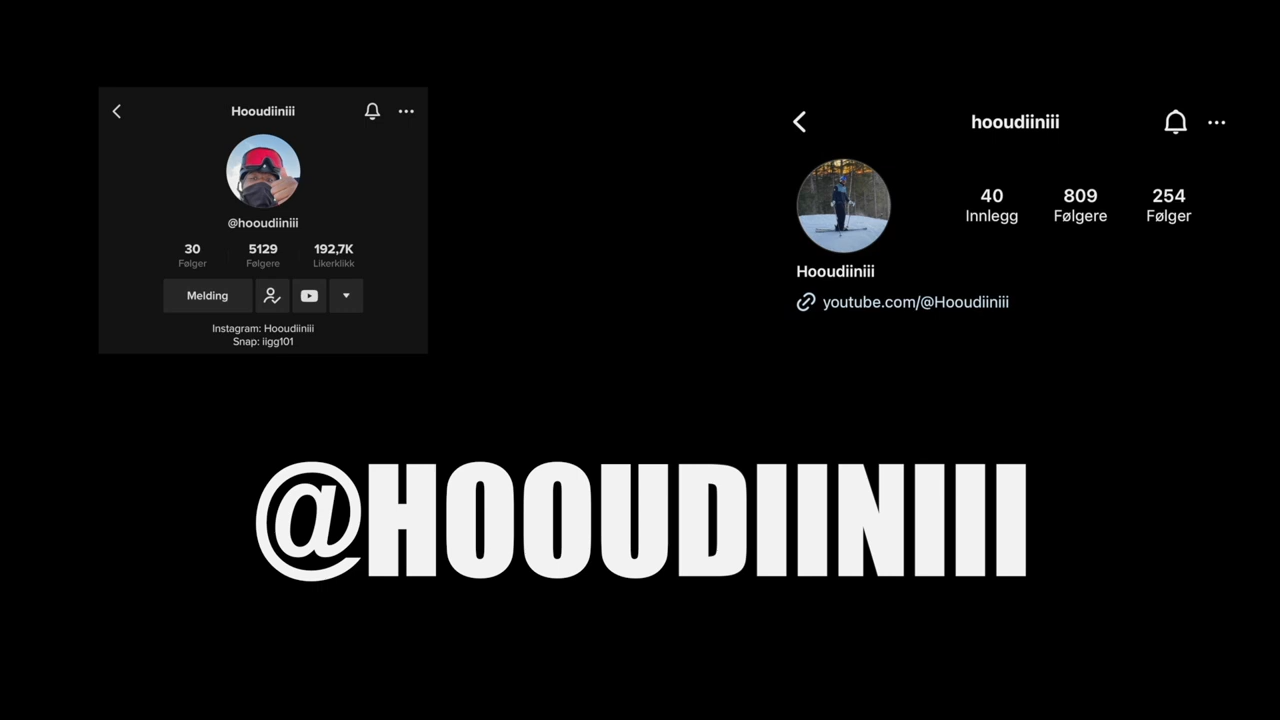 Hooudiiniii
@hooudiiniii
30 5129 192,7K
Følger Følgere Likerklikk
Melding
Instagram: Hooudiiniii
Snap: iigg101
hooudiiniii
40 809 254
Innlegg Følgere Følger
Hooudiiniii
youtube.com/@Hooudiiniii
@HOOUDIINIII